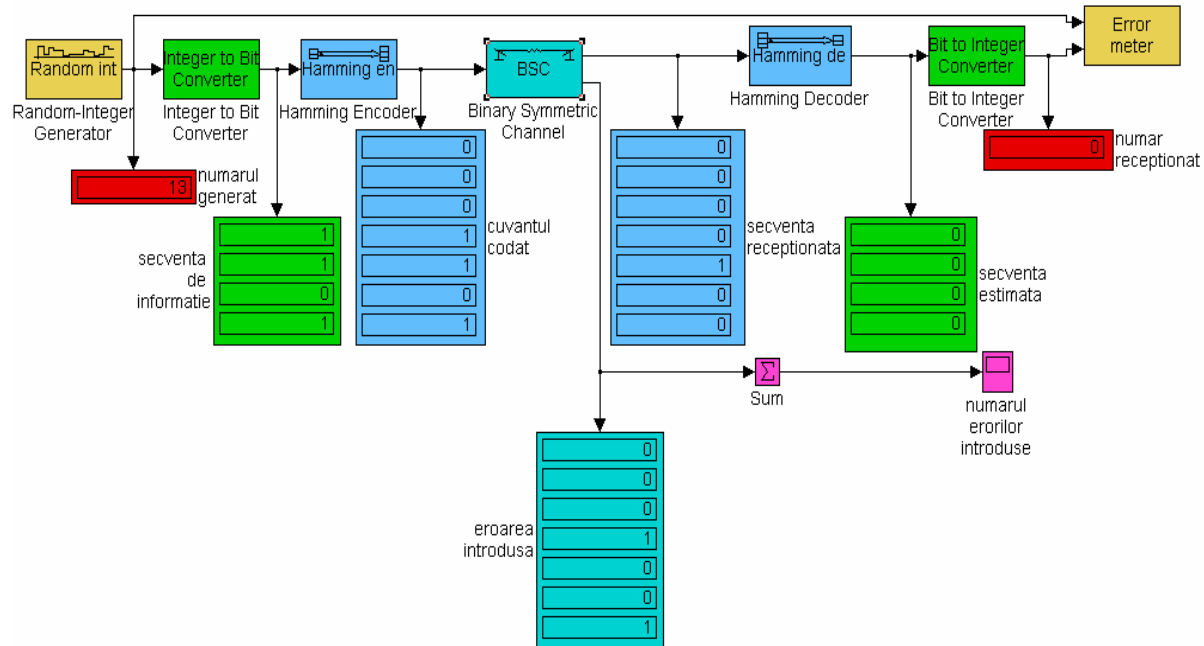 Random int
Random-Integer
Generator
Integer to Bit
Converter
Integer to Bit
Converter
Hamming en
Hamming Encoder
BSC
Binary Symmetric
Channel
Hamming de
Hamming Decoder
Bit to Integer
Converter
Bit to Integer
Converter
Error
meter
13
numarul
generat
1
1
0
1
secventa
de
informatie
0
0
0
1
1
0
1
cuvantul
codat
0
0
0
0
1
0
0
secventa
receptionata
0
0
0
0
secventa
estimata
0
numar
receptionat
Σ
Sum
numarul
erorilor
introduse
0
0
0
1
0
0
1
eroarea
introdusa